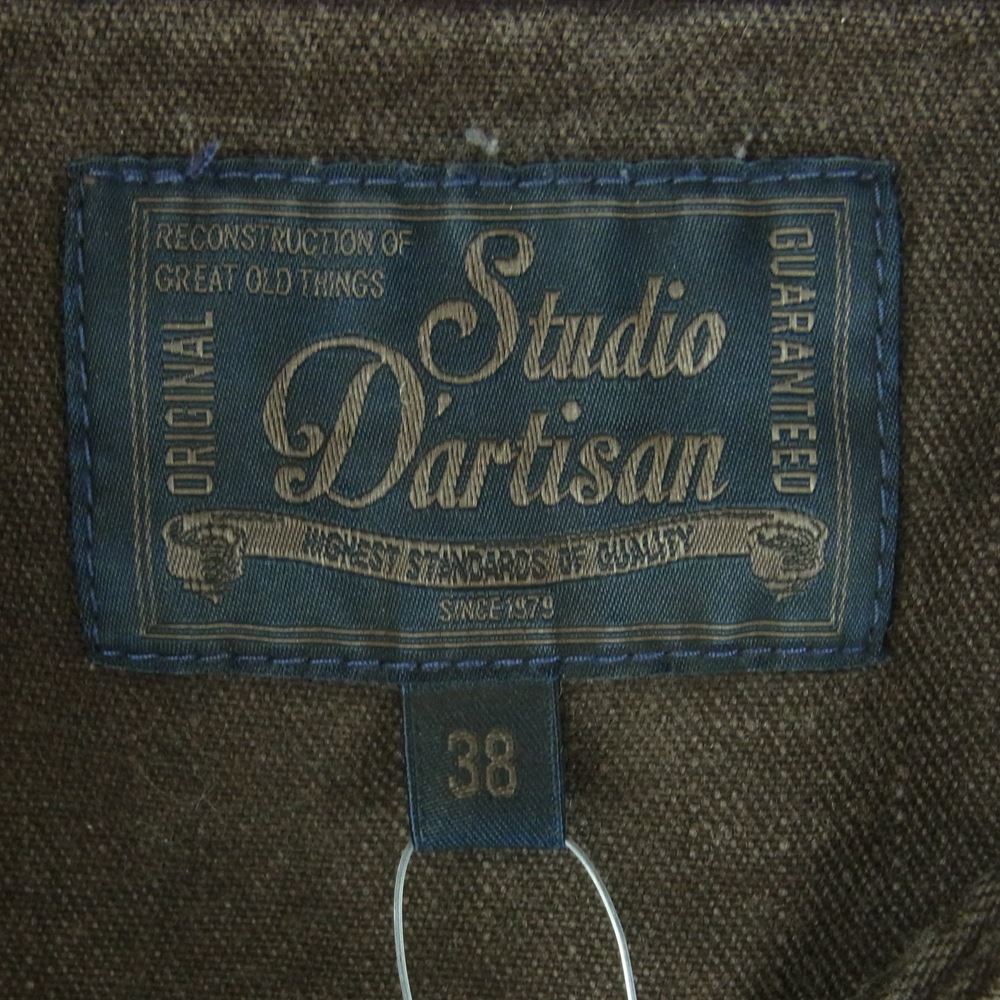 RECONSTRUCTION OF
GREAT OLD THINGS
ORIGINAL
Studio
D'artisan
GUARANTEED
HIGHEST STANDARDS OF QUALITY
SINCE 1979
38